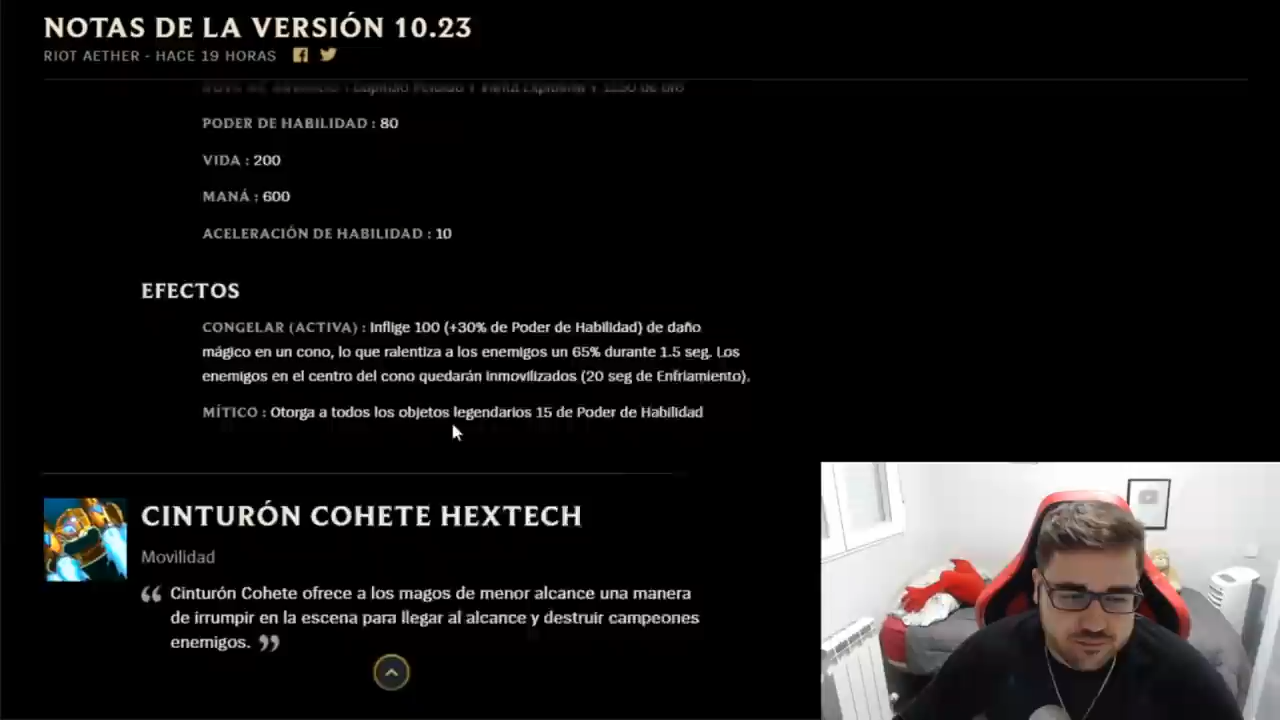 NOTAS DE LA VERSIÓN 10.23
RIOT AETHER - HACE 19 HORAS
PODER DE HABILIDAD : 80
VIDA : 200
MANÁ : 600
ACELERACIÓN DE HABILIDAD : 10
EFECTOS
CONGELAR (ACTIVA) : Inflige 100 (+30% de Poder de Habilidad) de daño
mágico en un cono, lo que ralentiza a los enemigos un 65% durante 1.5 seg. Los
enemigos en el centro del cono quedarán inmovilizados (20 seg de Enfriamiento).
MÍTICO : Otorga a todos los objetos legendarios 15 de Poder de Habilidad
CINTURÓN COHETE HEXTECH
Movilidad
“ Cinturón Cohete ofrece a los magos de menor alcance una manera
de irrumpir en la escena para llegar al alcance y destruir campeones
enemigos. ”